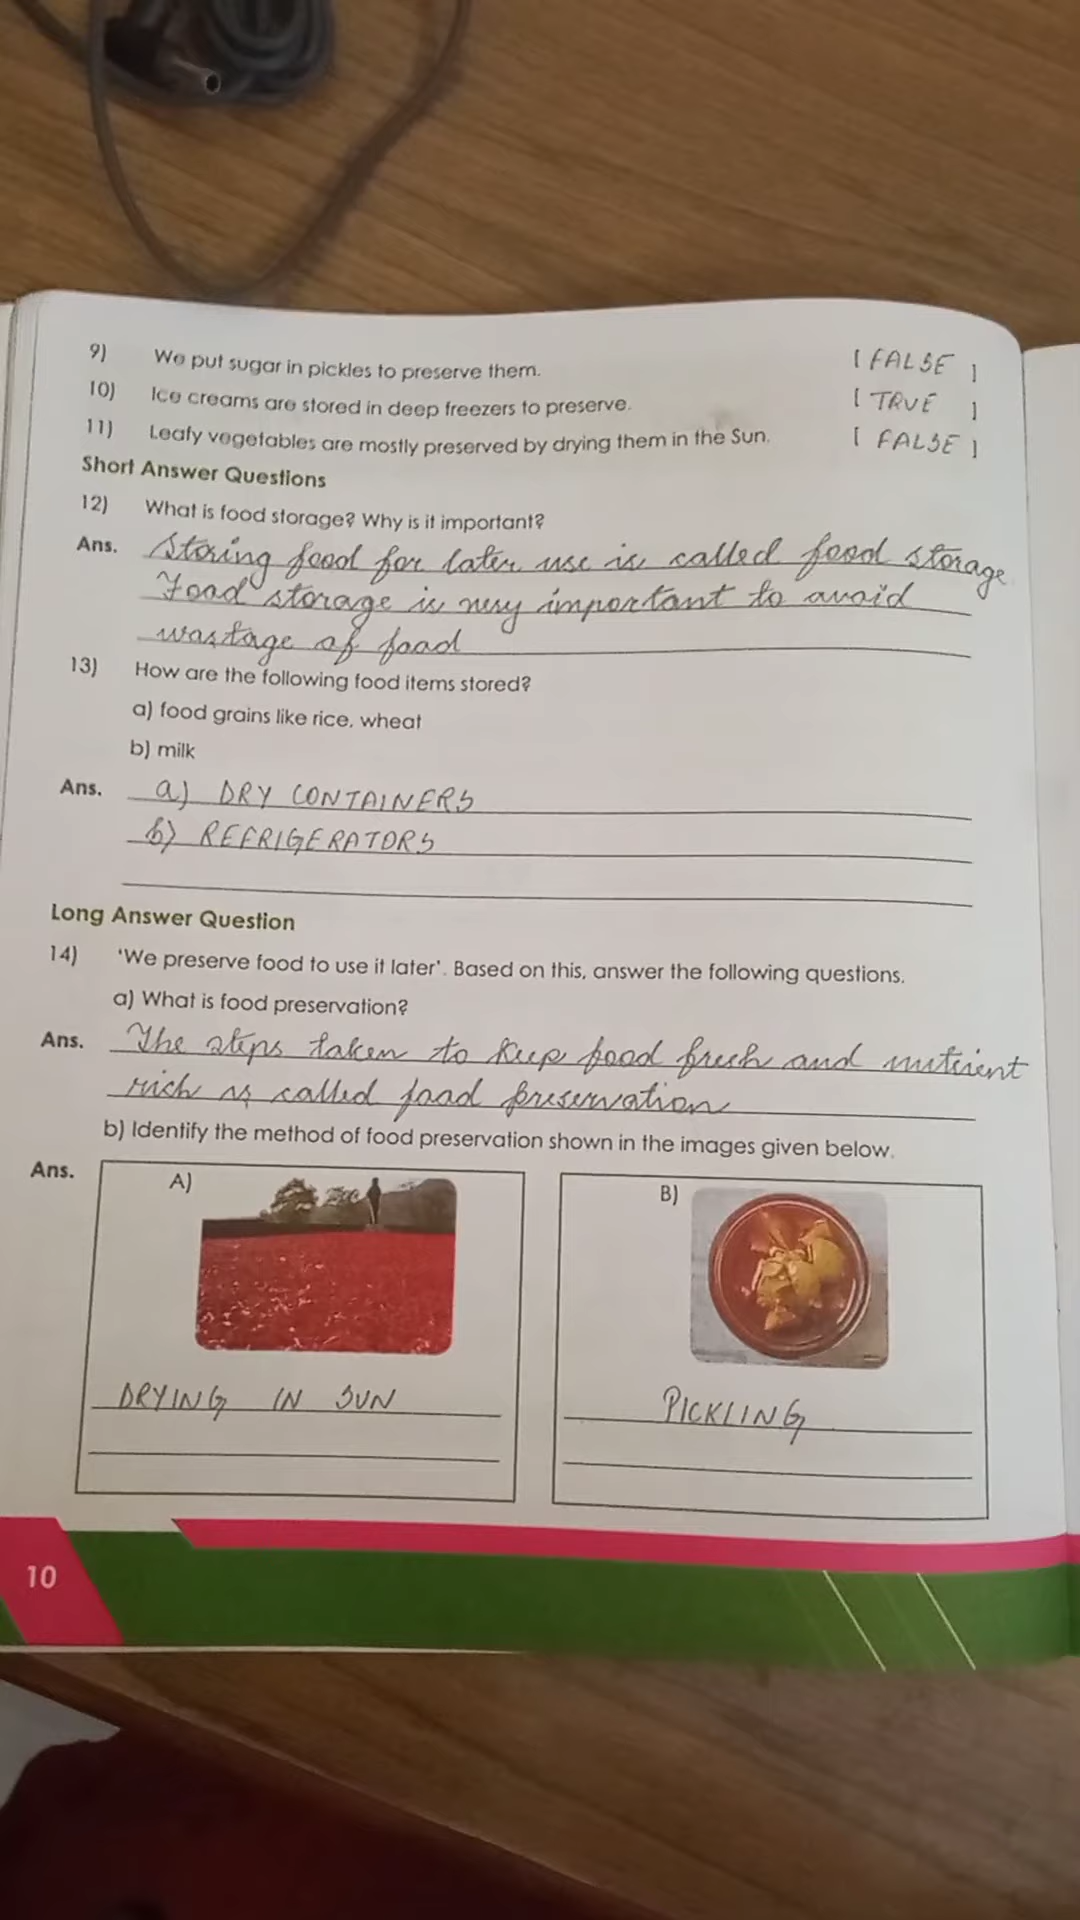 9) We put sugar in pickles to preserve them. [ FALSE ]
10) Ice creams are stored in deep freezers to preserve. [ TRUE ]
11) Leafy vegetables are mostly preserved by drying them in the Sun. [ FALSE ]
Short Answer Questions
12) What is food storage? Why is it important?
Ans. Storing food for later use is called food storage
Food storage is very important to avoid
wastage of food
13) How are the following food items stored?
a) food grains like rice, wheat
b) milk
Ans. a) DRY CONTAINERS
b) REFRIGERATORS
Long Answer Question
14) 'We preserve food to use it later'. Based on this, answer the following questions.
a) What is food preservation?
Ans. The steps taken to keep food fresh and nutrient
rich is called food preservation
b) Identify the method of food preservation shown in the images given below.
Ans. A) B)
DRYING IN SUN PICKLING
10